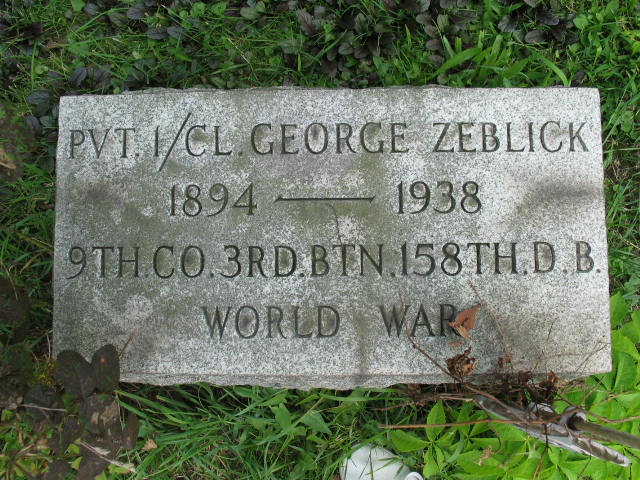 PVT. 1/CL. GEORGE ZEBLICK
1894 — 1938
9TH. CO. 3RD. BTN. 158TH. D. B.
WORLD WAR